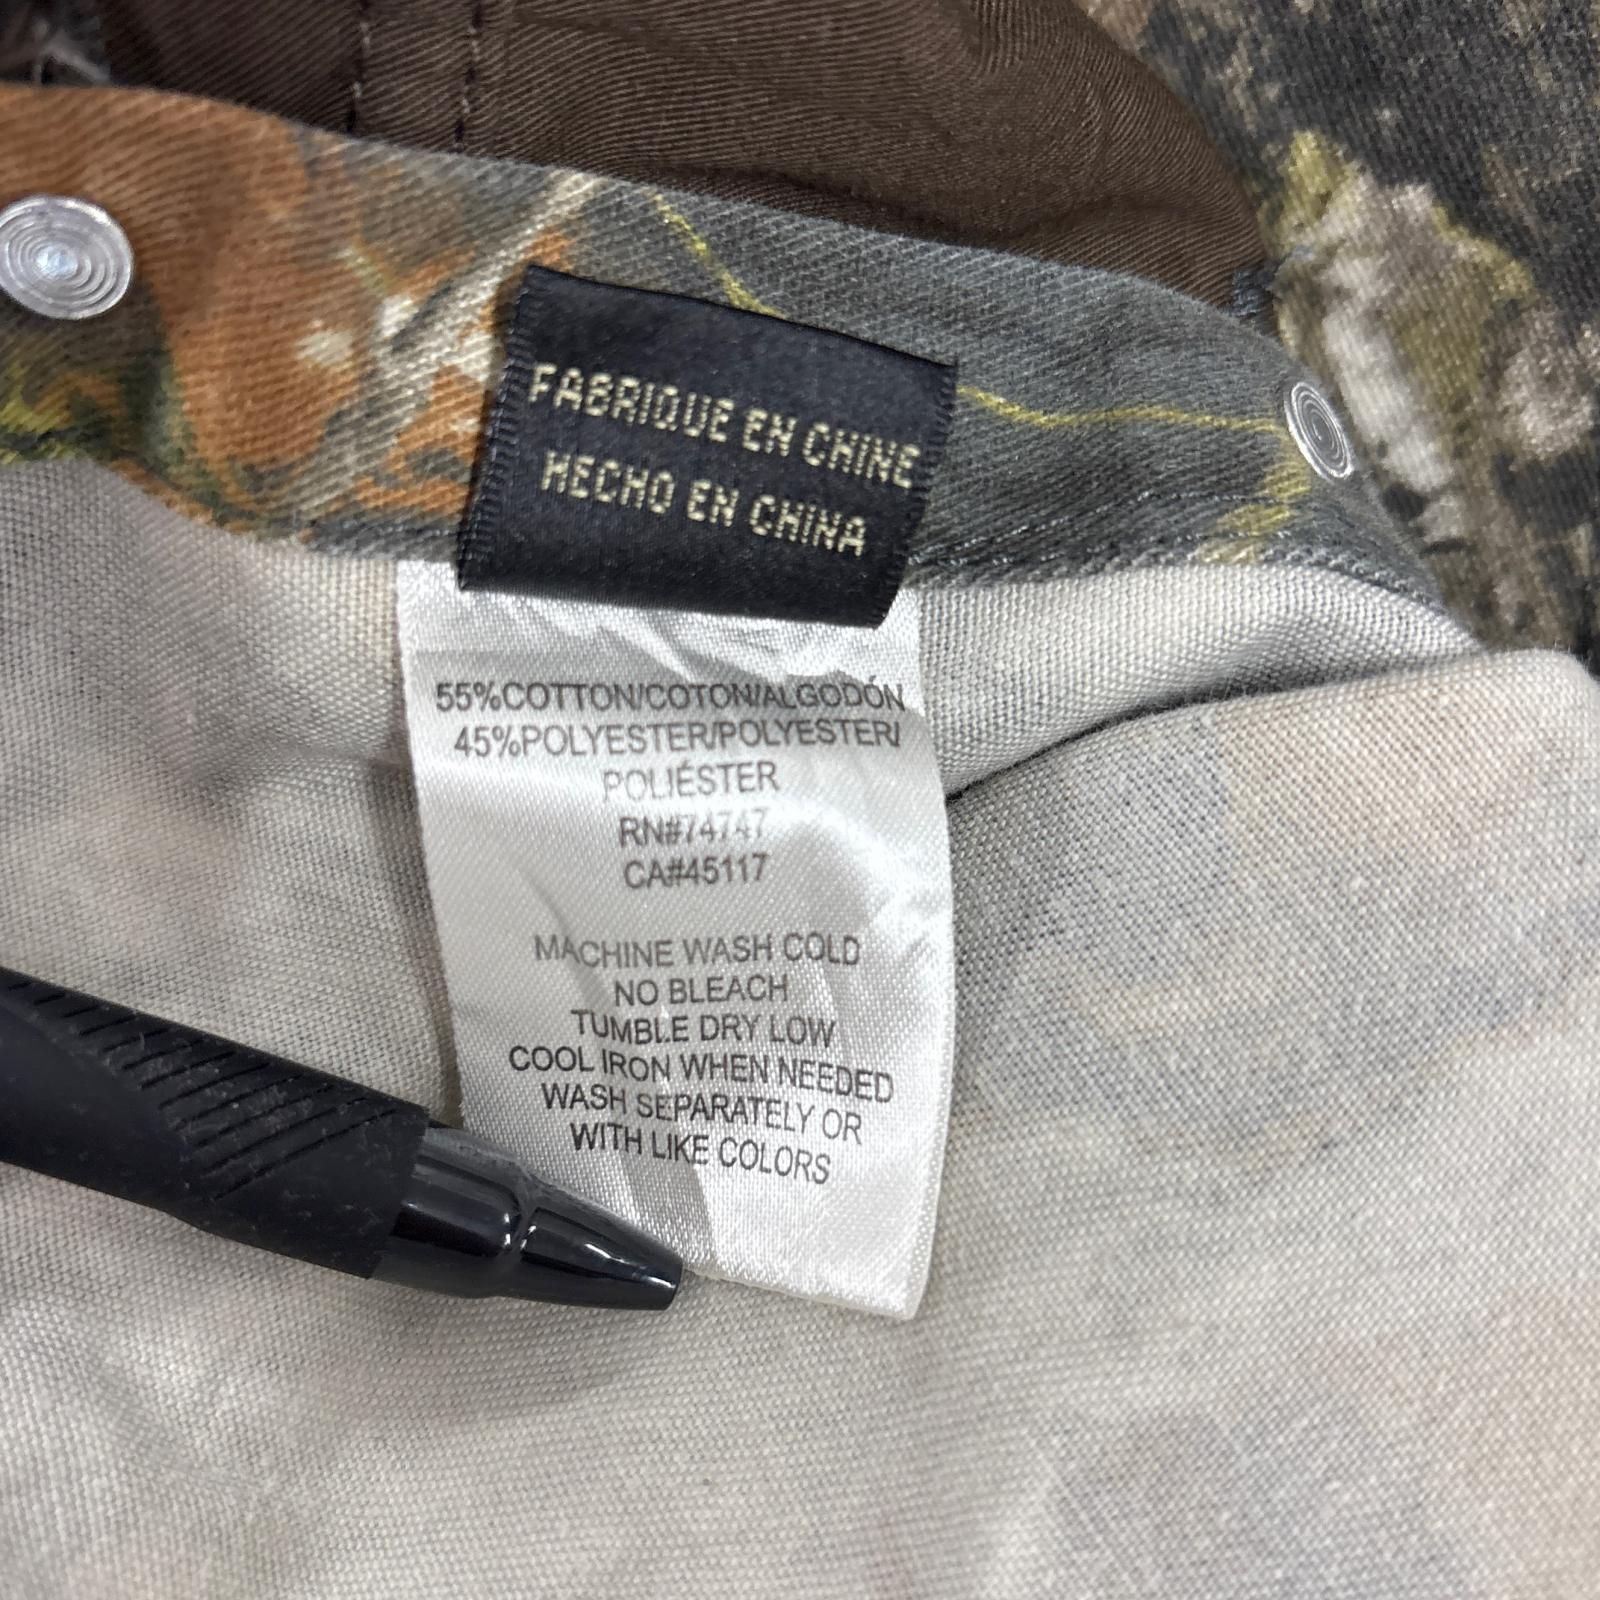 FABRIQUE EN CHINE
HECHO EN CHINA
55%COTTON/COTON/ALGODÓN
45%POLYESTER/POLYESTER/
POLIÉSTER
RN#74747
CA#45117
MACHINE WASH COLD
NO BLEACH
TUMBLE DRY LOW
COOL IRON WHEN NEEDED
WASH SEPARATELY OR
WITH LIKE COLORS